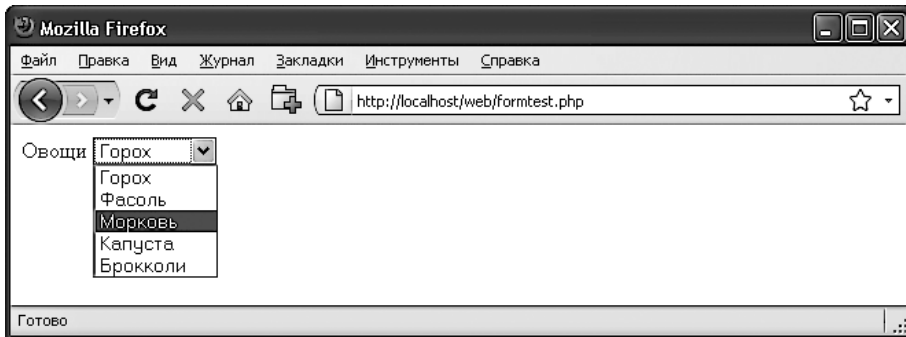 Mozilla Firefox
Файл Правка Вид Журнал Закладки Инструменты Справка
http://localhost/web/formtest.php
Овощи Горох
Горох
Фасоль
Морковь
Капуста
Брокколи
Готово